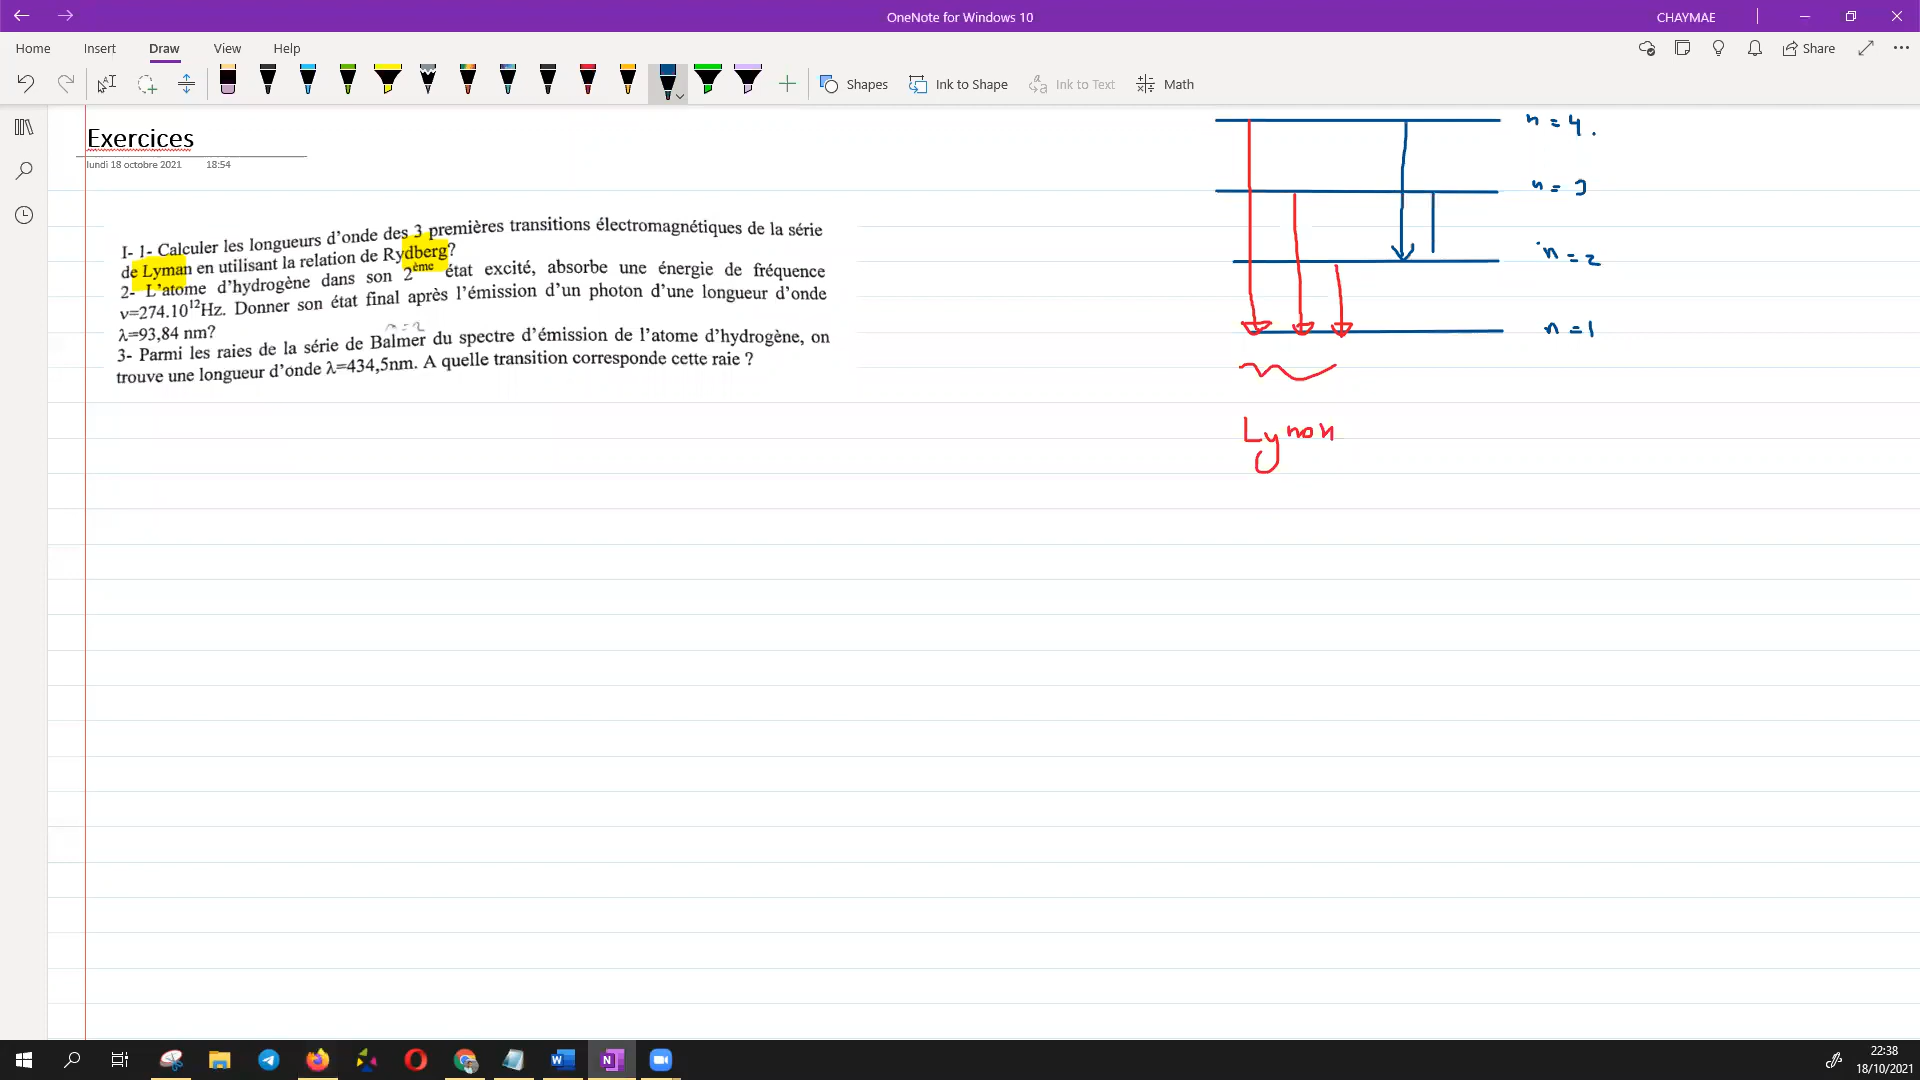 OneNote for Windows 10
CHAYMAE
Home Insert Draw View Help
Share
Shapes Ink to Shape Ink to Text Math
Exercices
lundi 18 octobre 2021 18:54
I- 1- Calculer les longueurs d'onde des 3 premières transitions électromagnétiques de la série
de Lyman en utilisant la relation de Rydberg?
2- L'atome d'hydrogène dans son 2ème état excité, absorbe une énergie de fréquence
ν=274.10¹²Hz. Donner son état final après l'émission d'un photon d'une longueur d'onde
λ=93,84 nm?
n=2
3- Parmi les raies de la série de Balmer du spectre d'émission de l'atome d'hydrogène, on
trouve une longueur d'onde λ=434,5nm. A quelle transition corresponde cette raie ?
n = 4.
n = 3
n = 2
n = 1
Lyman
22:38
18/10/2021